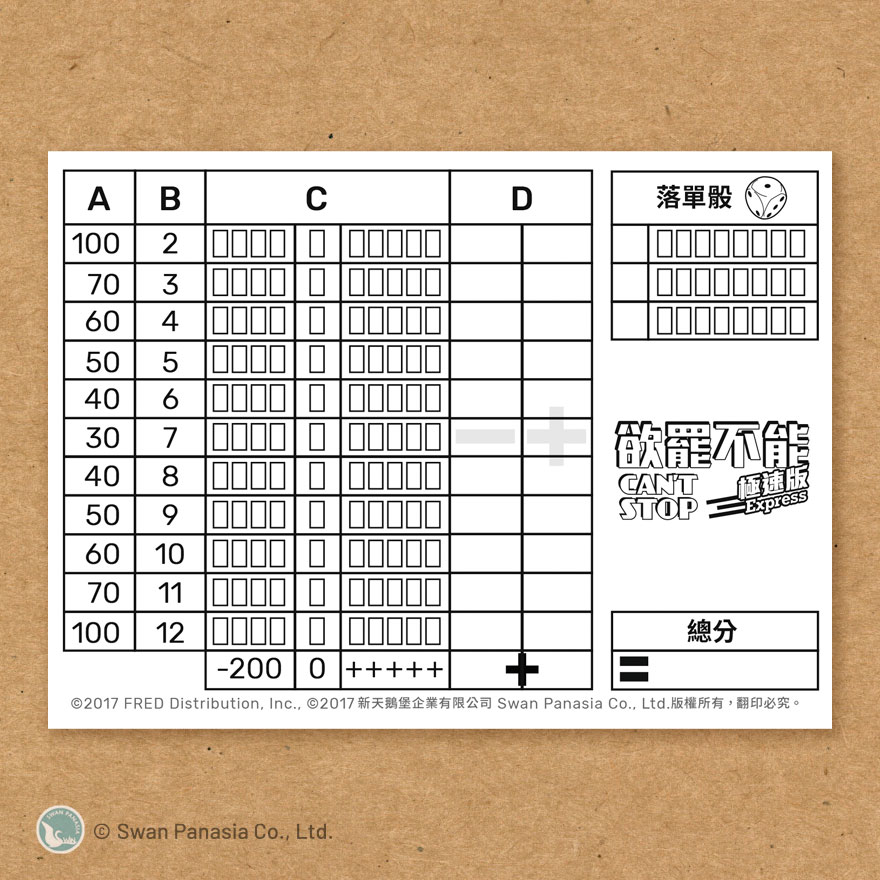 A B C D
100 2
70 3
60 4
50 5
40 6
30 7
40 8
50 9
60 10
70 11
100 12
-200 0 +++++ +
− +
落單骰
欲罷不能
CAN'T STOP
極速版
Express
總分
=
©2017 FRED Distribution, Inc., ©2017 新天鵝堡企業有限公司 Swan Panasia Co., Ltd.版權所有，翻印必究。
SWAN PANASIA
© Swan Panasia Co., Ltd.